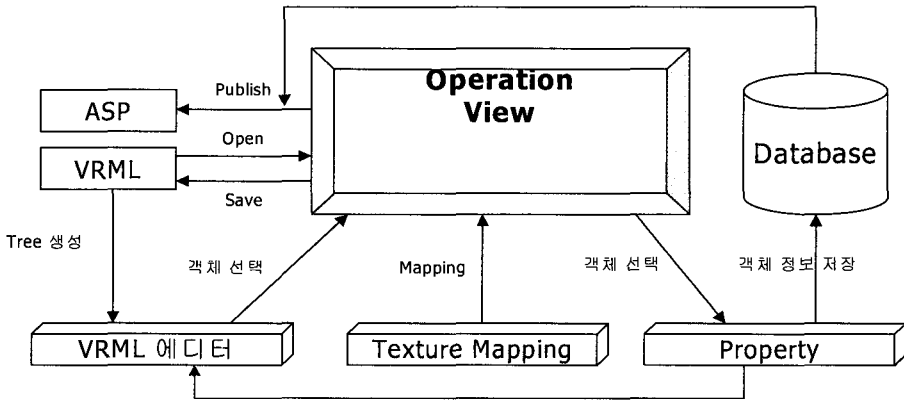 Operation
View
Publish
ASP
Open
VRML
Database
Save
Tree 생성
객체 선택
Mapping
객체 선택
객체 정보 저장
VRML 에디터
Texture Mapping
Property